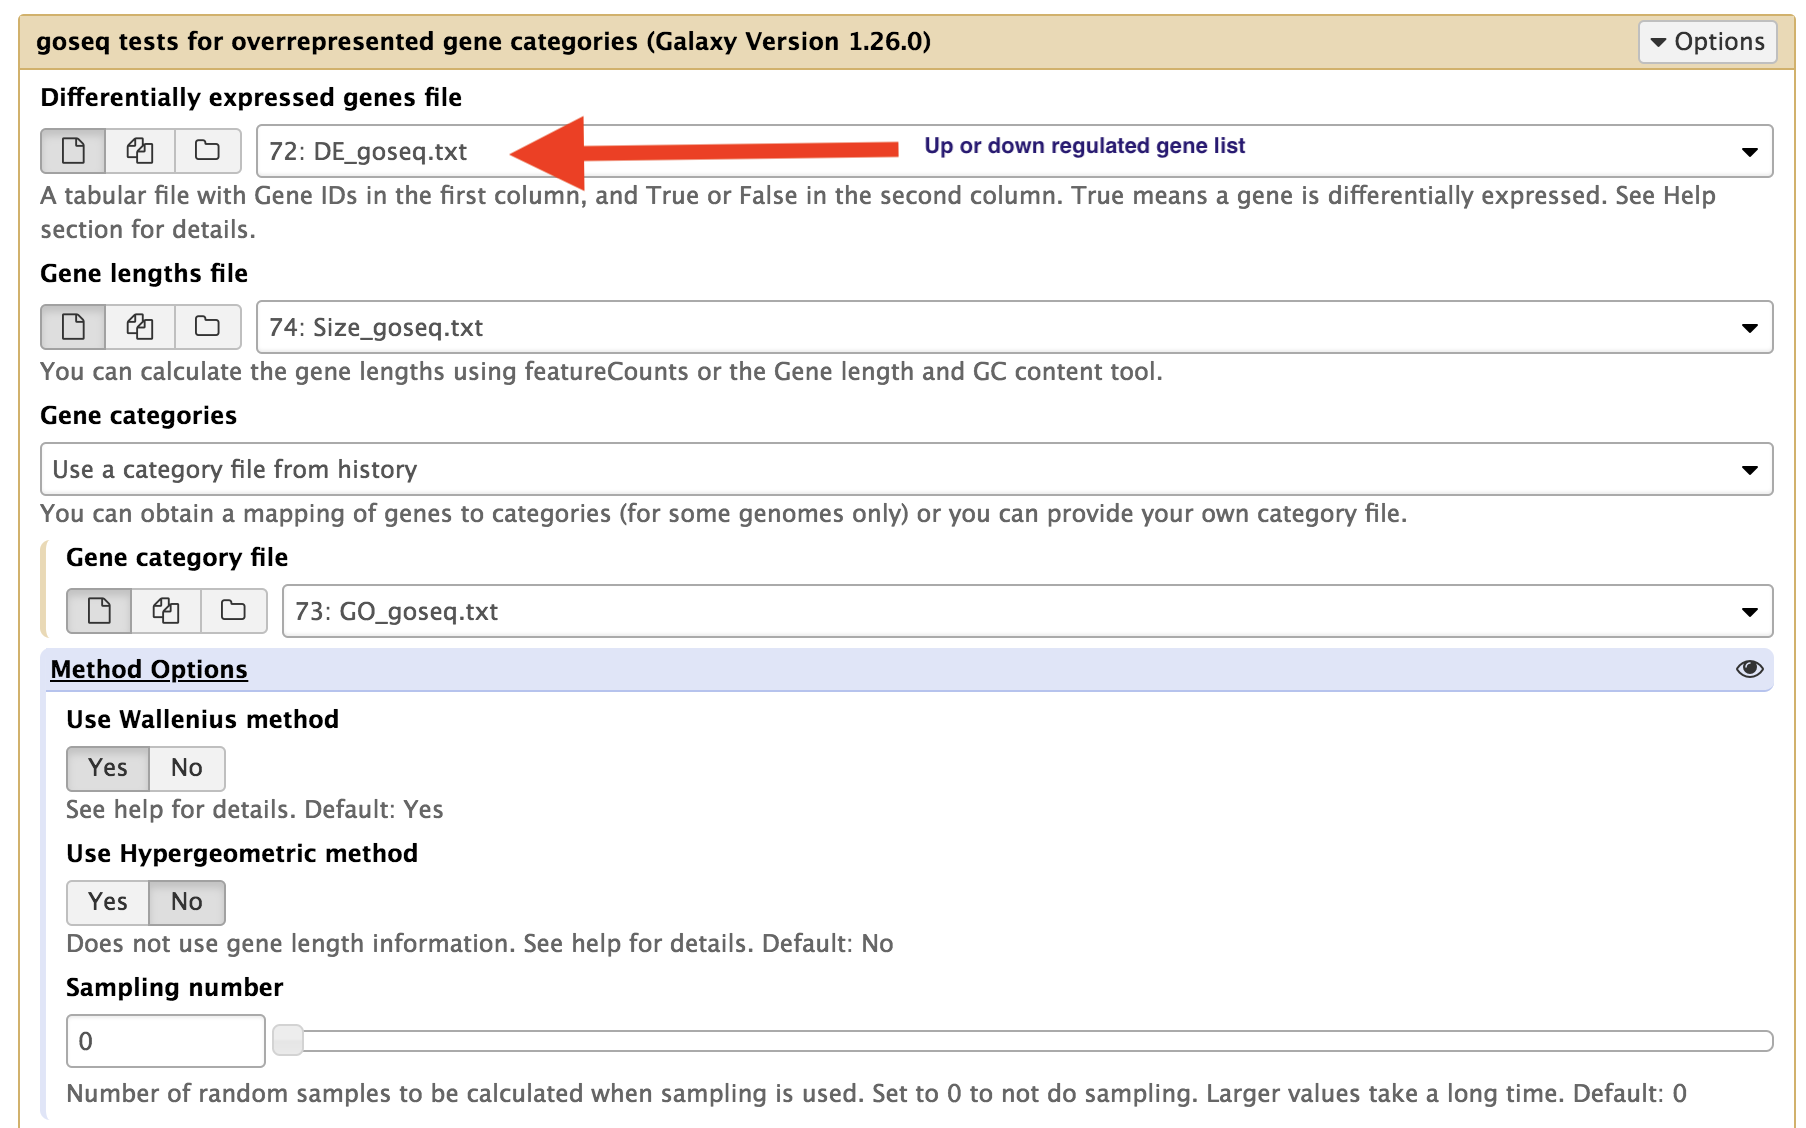 goseq tests for overrepresented gene categories (Galaxy Version 1.26.0)
Options
Differentially expressed genes file
72: DE_goseq.txt
Up or down regulated gene list
A tabular file with Gene IDs in the first column, and True or False in the second column. True means a gene is differentially expressed. See Help
section for details.
Gene lengths file
74: Size_goseq.txt
You can calculate the gene lengths using featureCounts or the Gene length and GC content tool.
Gene categories
Use a category file from history
You can obtain a mapping of genes to categories (for some genomes only) or you can provide your own category file.
Gene category file
73: GO_goseq.txt
Method Options
Use Wallenius method
Yes No
See help for details. Default: Yes
Use Hypergeometric method
Yes No
Does not use gene length information. See help for details. Default: No
Sampling number
0
Number of random samples to be calculated when sampling is used. Set to 0 to not do sampling. Larger values take a long time. Default: 0